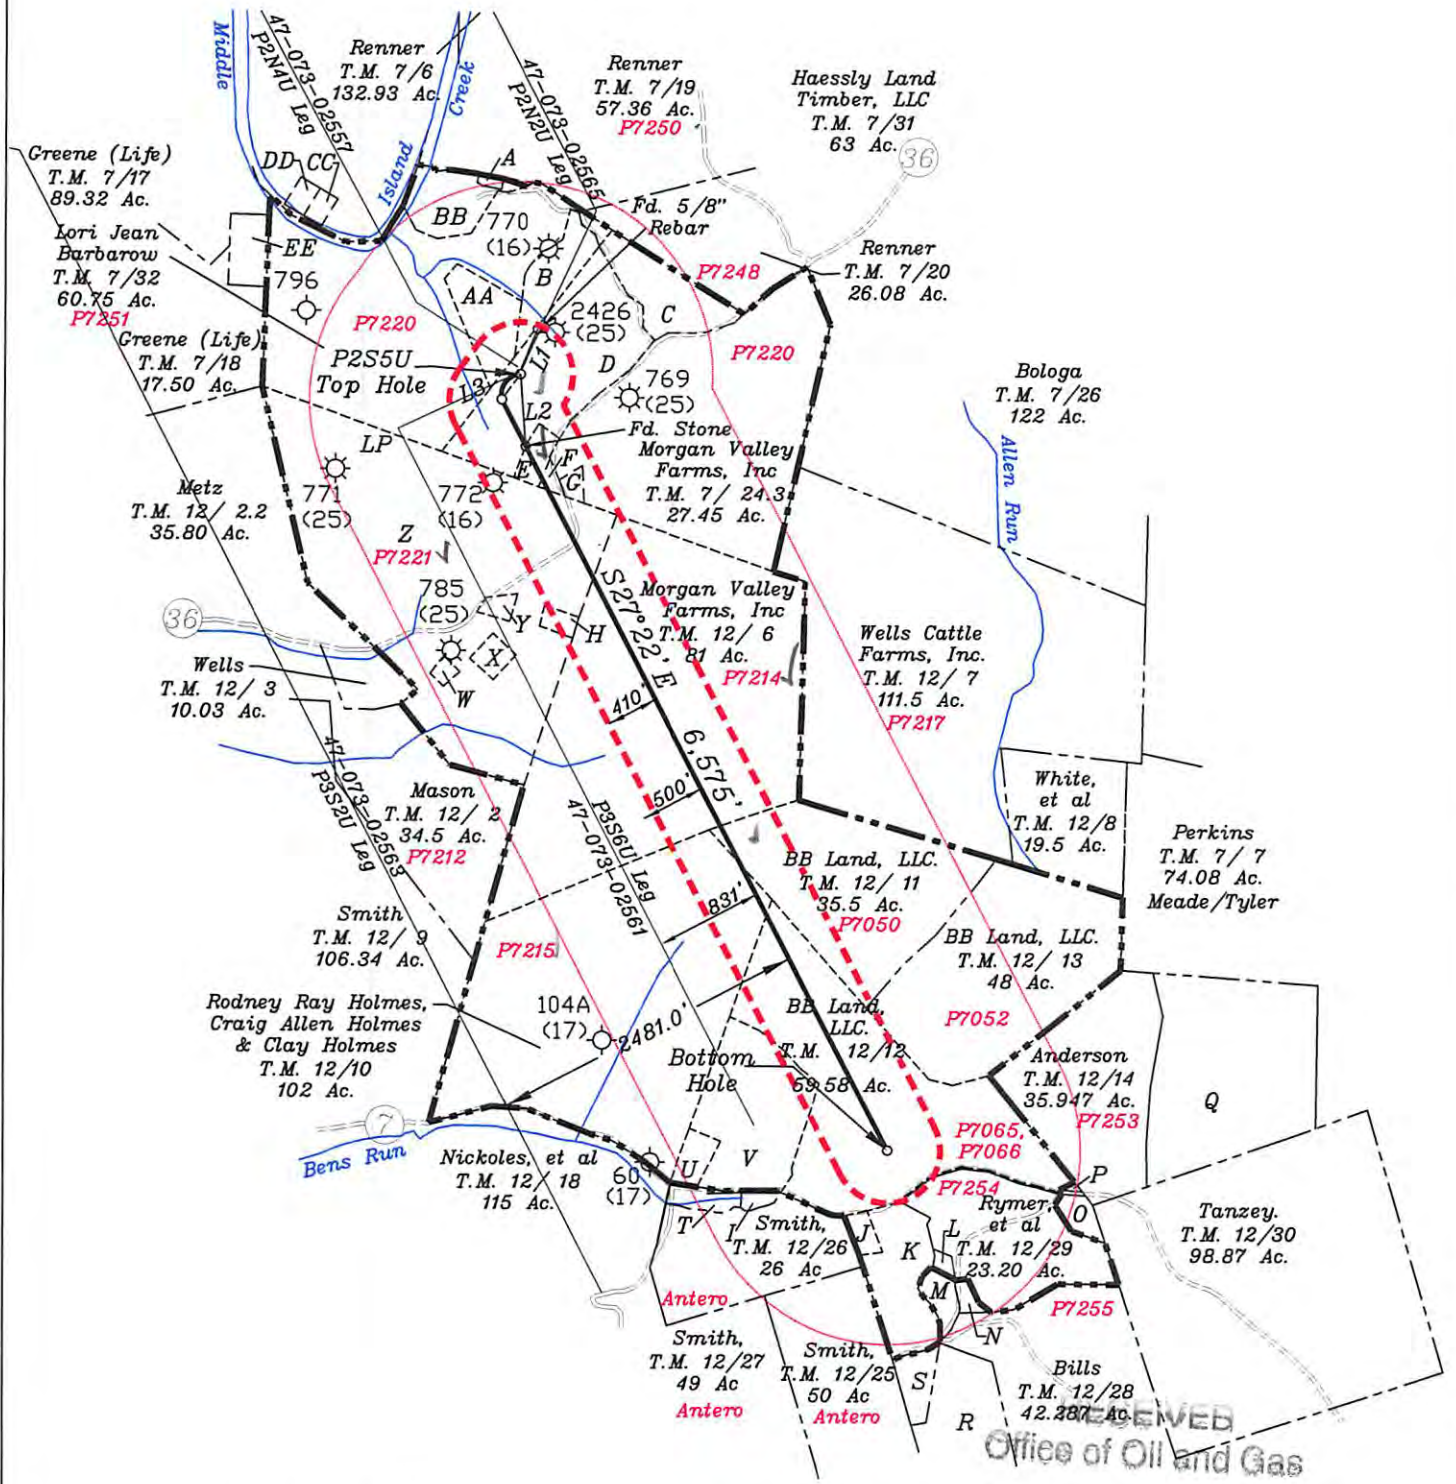 Middle
Island
Creek
47-073-02557
P2N4U Leg
Renner
T.M. 7/6
132.93 Ac.
47-073-02565
P2N2U Leg
Renner
T.M. 7/19
57.36 Ac.
P7250
Haessly Land
Timber, LLC
T.M. 7/31
63 Ac.
36
Greene (Life)
T.M. 7/17
89.32 Ac.
DD
CC
A
BB
770
(16)
Fd. 5/8"
Rebar
Lori Jean
Barbarow
T.M. 7/32
60.75 Ac.
P7251
EE
796
B
AA
P7248
Renner
T.M. 7/20
26.08 Ac.
P7220
2426
(25)
C
P7220
Greene (Life)
T.M. 7/18
17.50 Ac.
P2S5U
Top Hole
L1
D
L3
L2
769
(25)
Bologa
T.M. 7/26
122 Ac.
Allen Run
Fd. Stone
Morgan Valley
Farms, Inc
T.M. 7/ 24.3
27.45 Ac.
LP
E
F
G
771
(25)
772
(16)
Metz
T.M. 12/ 2.2
35.80 Ac.
Z
P7221
785
(25)
Y
H
X
W
S27°22' E
6,575'
Morgan Valley
Farms, Inc
T.M. 12/ 6
81 Ac.
P7214
Wells Cattle
Farms, Inc.
T.M. 12/ 7
111.5 Ac.
P7217
36
Wells
T.M. 12/ 3
10.03 Ac.
410'
500'
831'
47-073-02563
P3S2U Leg
Mason
T.M. 12/ 2
34.5 Ac.
P7212
P3S6U Leg
47-073-02561
White,
et al
T.M. 12/8
19.5 Ac.
Perkins
T.M. 7/ 7
74.08 Ac.
Meade/Tyler
BB Land, LLC.
T.M. 12/ 11
35.5 Ac.
P7050
Smith
T.M. 12/ 9
106.34 Ac.
P7215
BB Land, LLC.
T.M. 12/ 13
48 Ac.
P7052
Rodney Ray Holmes,
Craig Allen Holmes
& Clay Holmes
T.M. 12/10
102 Ac.
104A
(17)
2481.0'
BB Land,
LLC.
T.M. 12/12
69.58 Ac.
Bottom
Hole
Anderson
T.M. 12/14
35.947 Ac.
P7253
Q
7
Bens Run
P7065,
P7066
P7254
Nickoles, et al
T.M. 12/ 18
115 Ac.
60
(17)
U
V
T
I
Smith,
T.M. 12/26
26 Ac
J
K
L
M
N
Rymer,
et al
T.M. 12/29
23.20 Ac.
P
O
Tanzey.
T.M. 12/30
98.87 Ac.
Antero
P7255
Smith,
T.M. 12/27
49 Ac
Antero
Smith,
T.M. 12/25
50 Ac
Antero
S
R
Bills
T.M. 12/28
42.287 Ac.
RECEIVED
Office of Oil and Gas